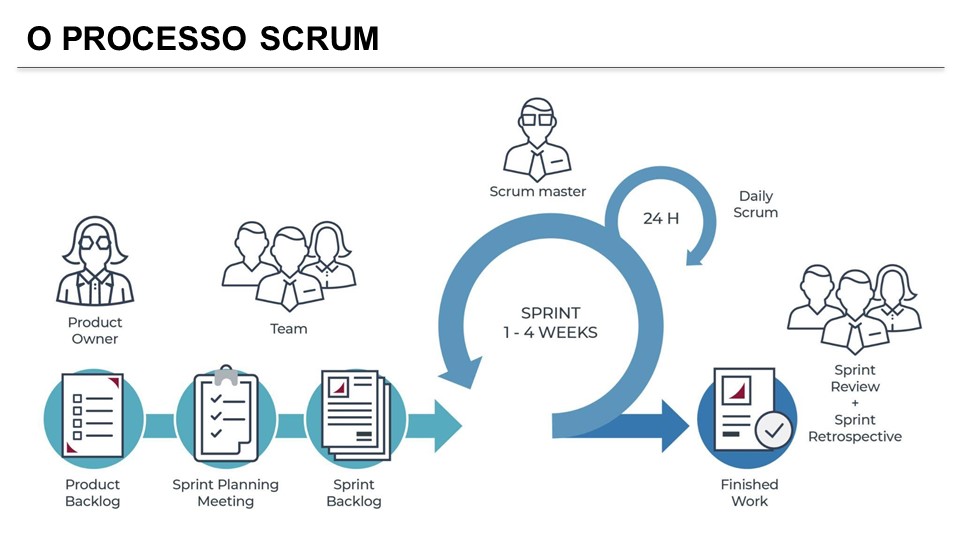 O PROCESSO SCRUM
Scrum master
24 H
Daily
Scrum
Product
Owner
Team
SPRINT
1 - 4 WEEKS
Sprint
Review
+
Sprint
Retrospective
Product
Backlog
Sprint Planning
Meeting
Sprint
Backlog
Finished
Work